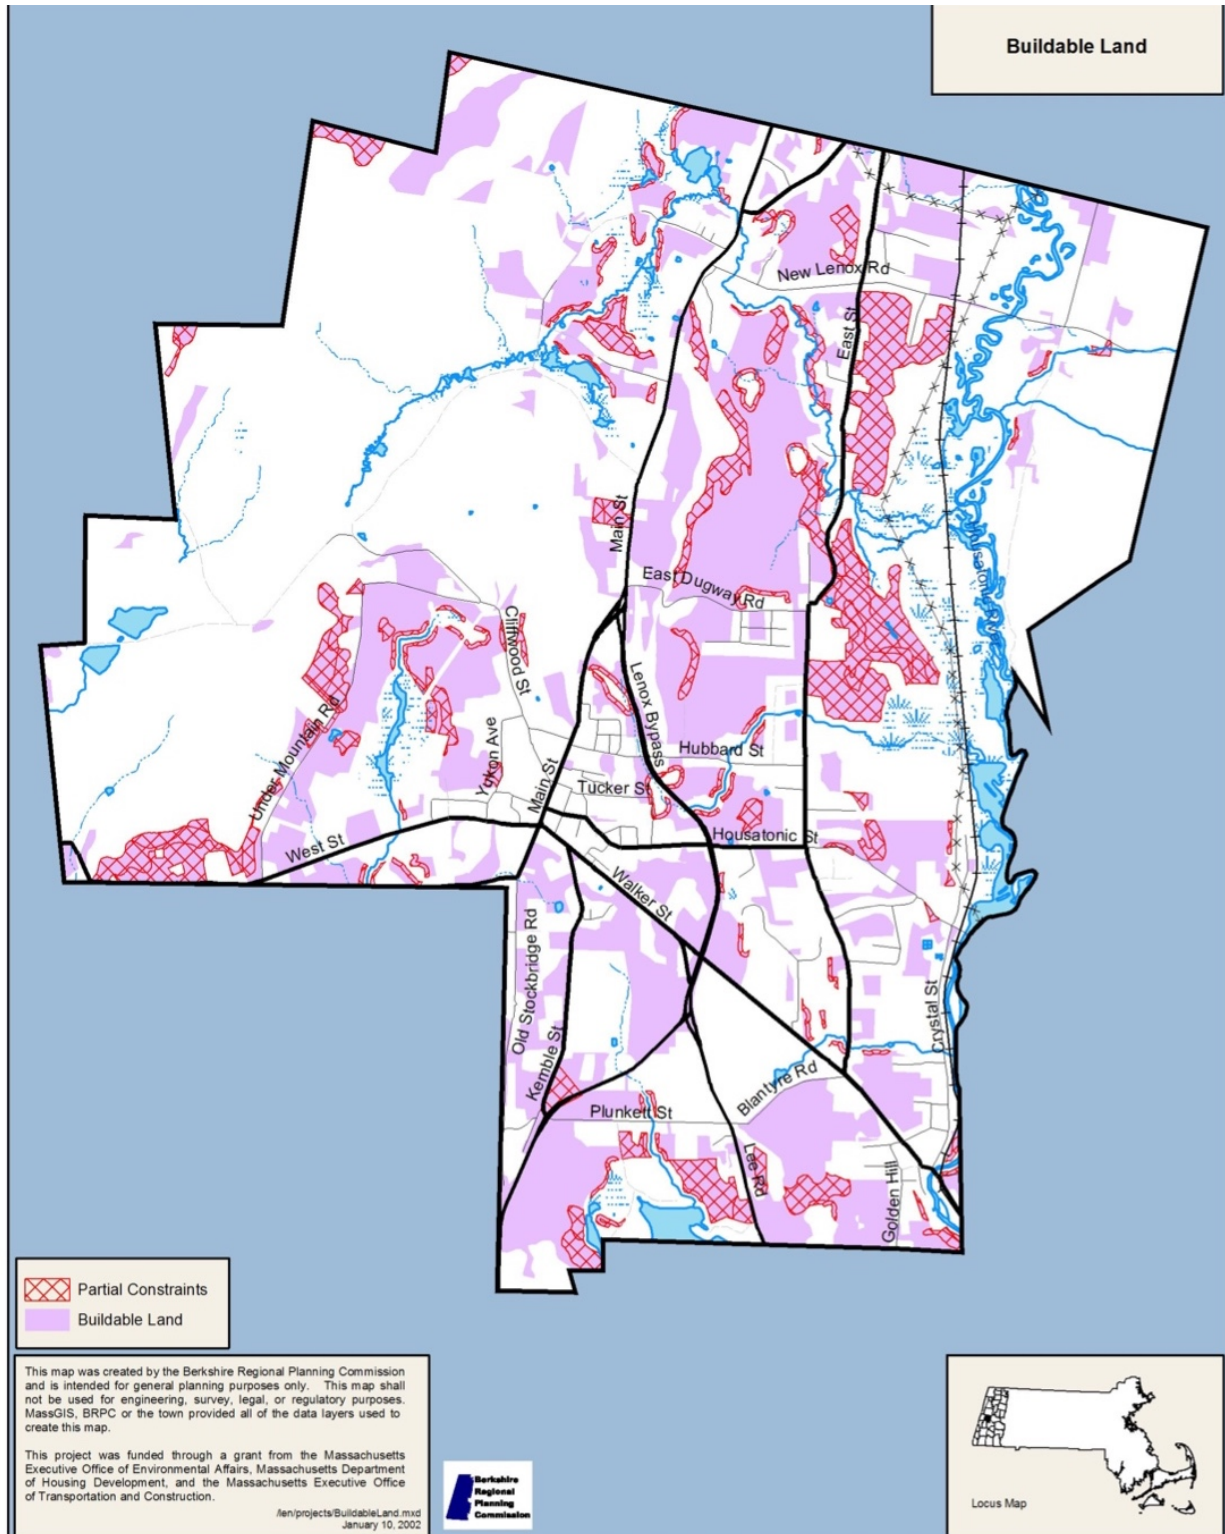 Buildable Land
New Lenox Rd
East St
Main St
East Dugway Rd
Cliffwood St
Lenox Bypass
Under Mountain Rd
Yukon Ave
Hubbard St
Main St
Tucker St
West St
Housatonic St
Walker St
Old Stockbridge Rd
Crystal St
Kemble St
Blantyre Rd
Plunkett St
Lee Rd
Golden Hill
Partial Constraints
Buildable Land
This map was created by the Berkshire Regional Planning Commission
and is intended for general planning purposes only. This map shall
not be used for engineering, survey, legal, or regulatory purposes.
MassGIS, BRPC or the town provided all of the data layers used to
create this map.
This project was funded through a grant from the Massachusetts
Executive Office of Environmental Affairs, Massachusetts Department
of Housing Development, and the Massachusetts Executive Office
of Transportation and Construction.
/len/projects/BuildableLand.mxd
January 10, 2002
Berkshire
Regional
Planning
Commission
Locus Map